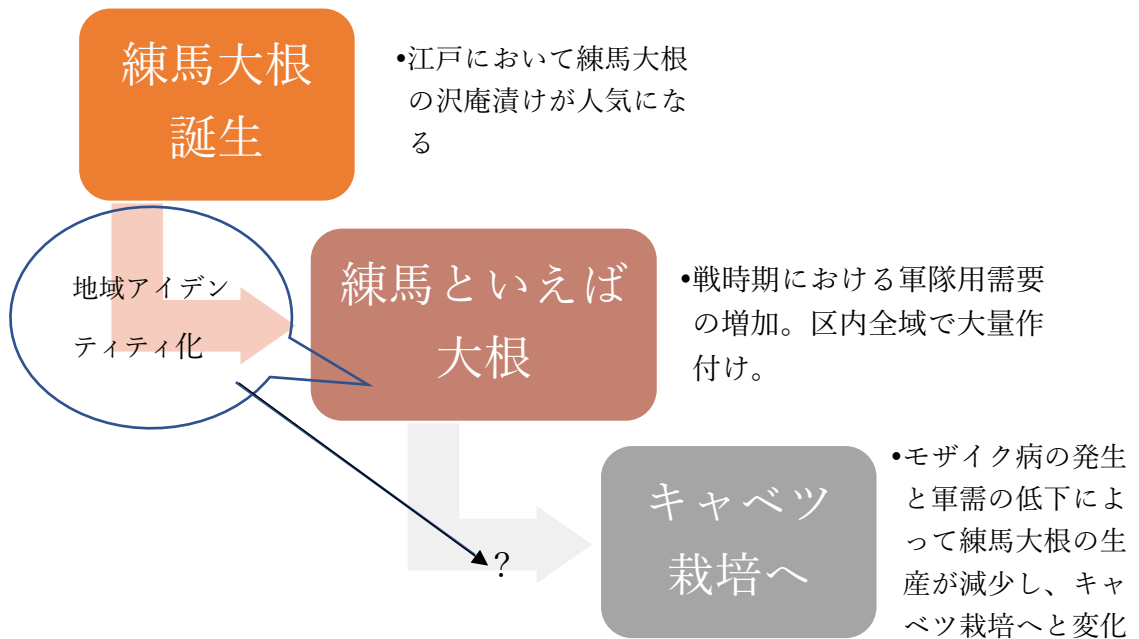 練馬大根
誕生
•江戸において練馬大根
の沢庵漬けが人気にな
る
地域アイデン
ティティ化
練馬といえば
大根
•戦時期における軍隊用需要
の増加。区内全域で大量作
付け。
?
キャベツ
栽培へ
•モザイク病の発生
と軍需の低下によ
って練馬大根の生
産が減少し、キャ
ベツ栽培へと変化